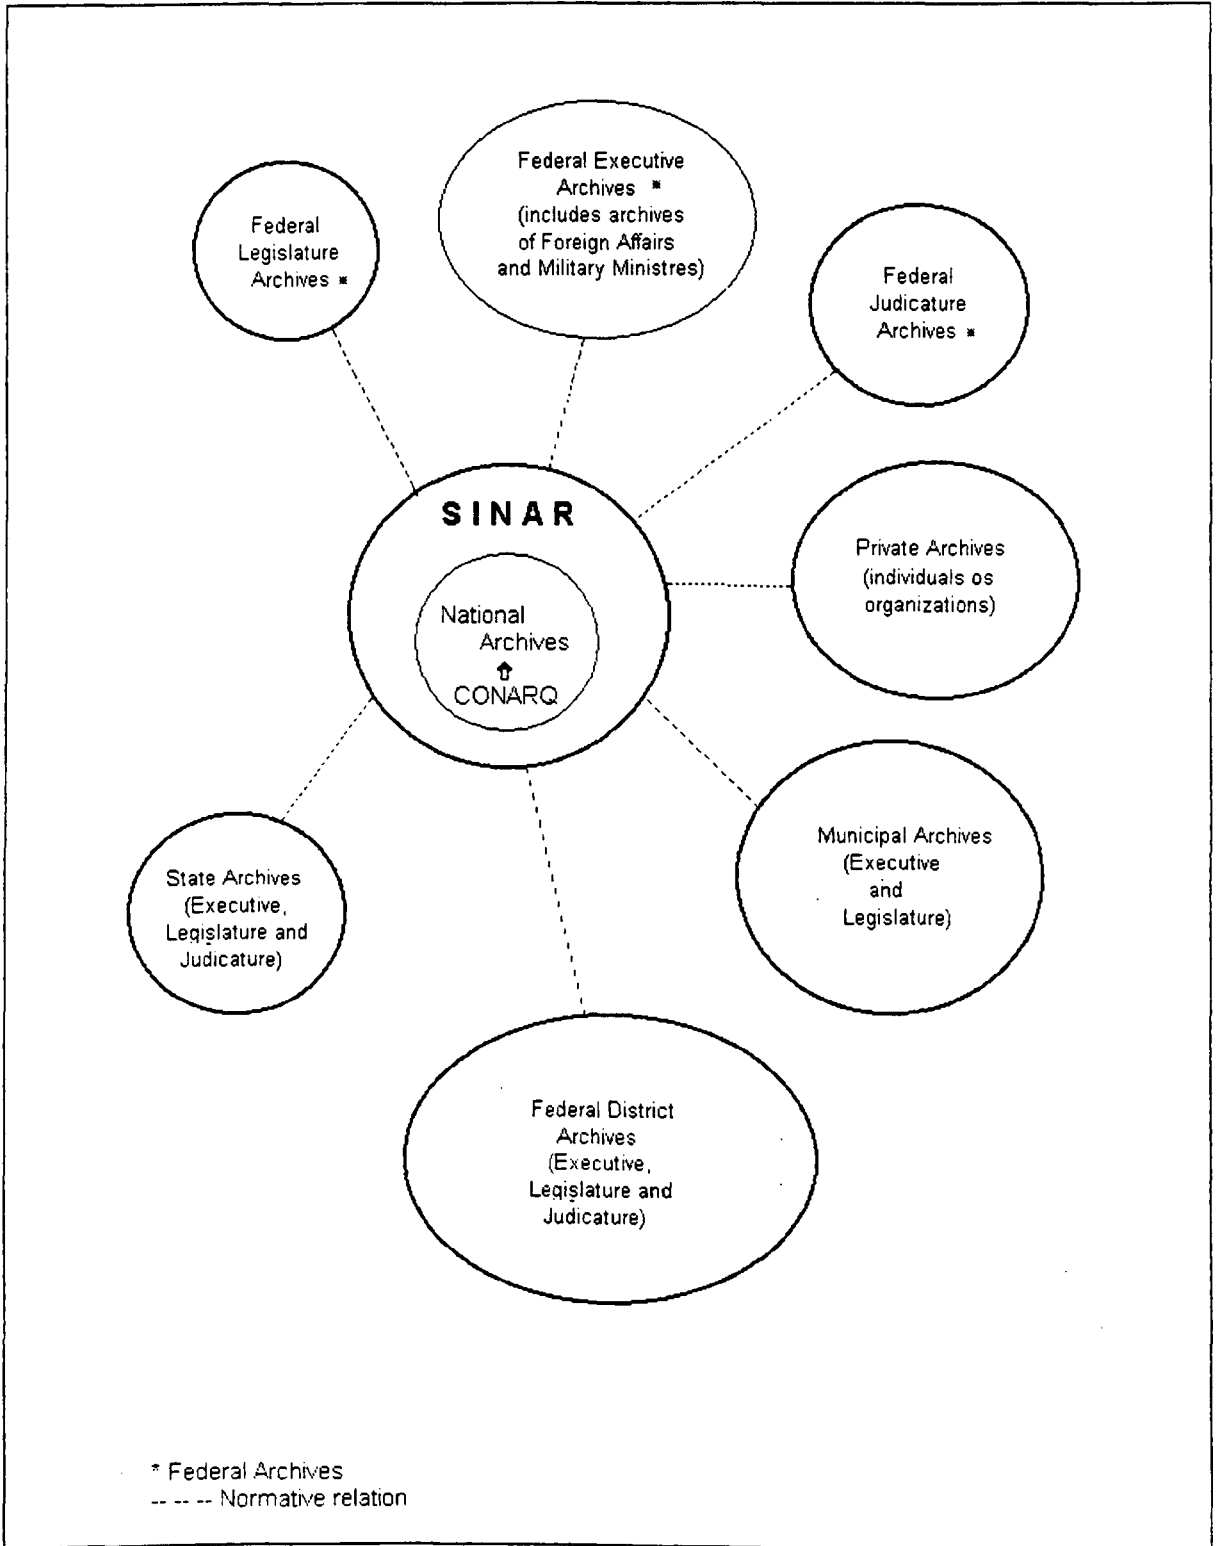 Federal Executive
Archives *
(includes archives
of Foreign Affairs
and Military Ministres)
Federal
Legislature
Archives *
Federal
Judicature
Archives *
SINAR
National
Archives
CONARQ
Private Archives
(individuals os
organizations)
Municipal Archives
(Executive
and
Legislature)
State Archives
(Executive,
Legislature and
Judicature)
Federal District
Archives
(Executive,
Legislature and
Judicature)
* Federal Archives
-- -- -- Normative relation